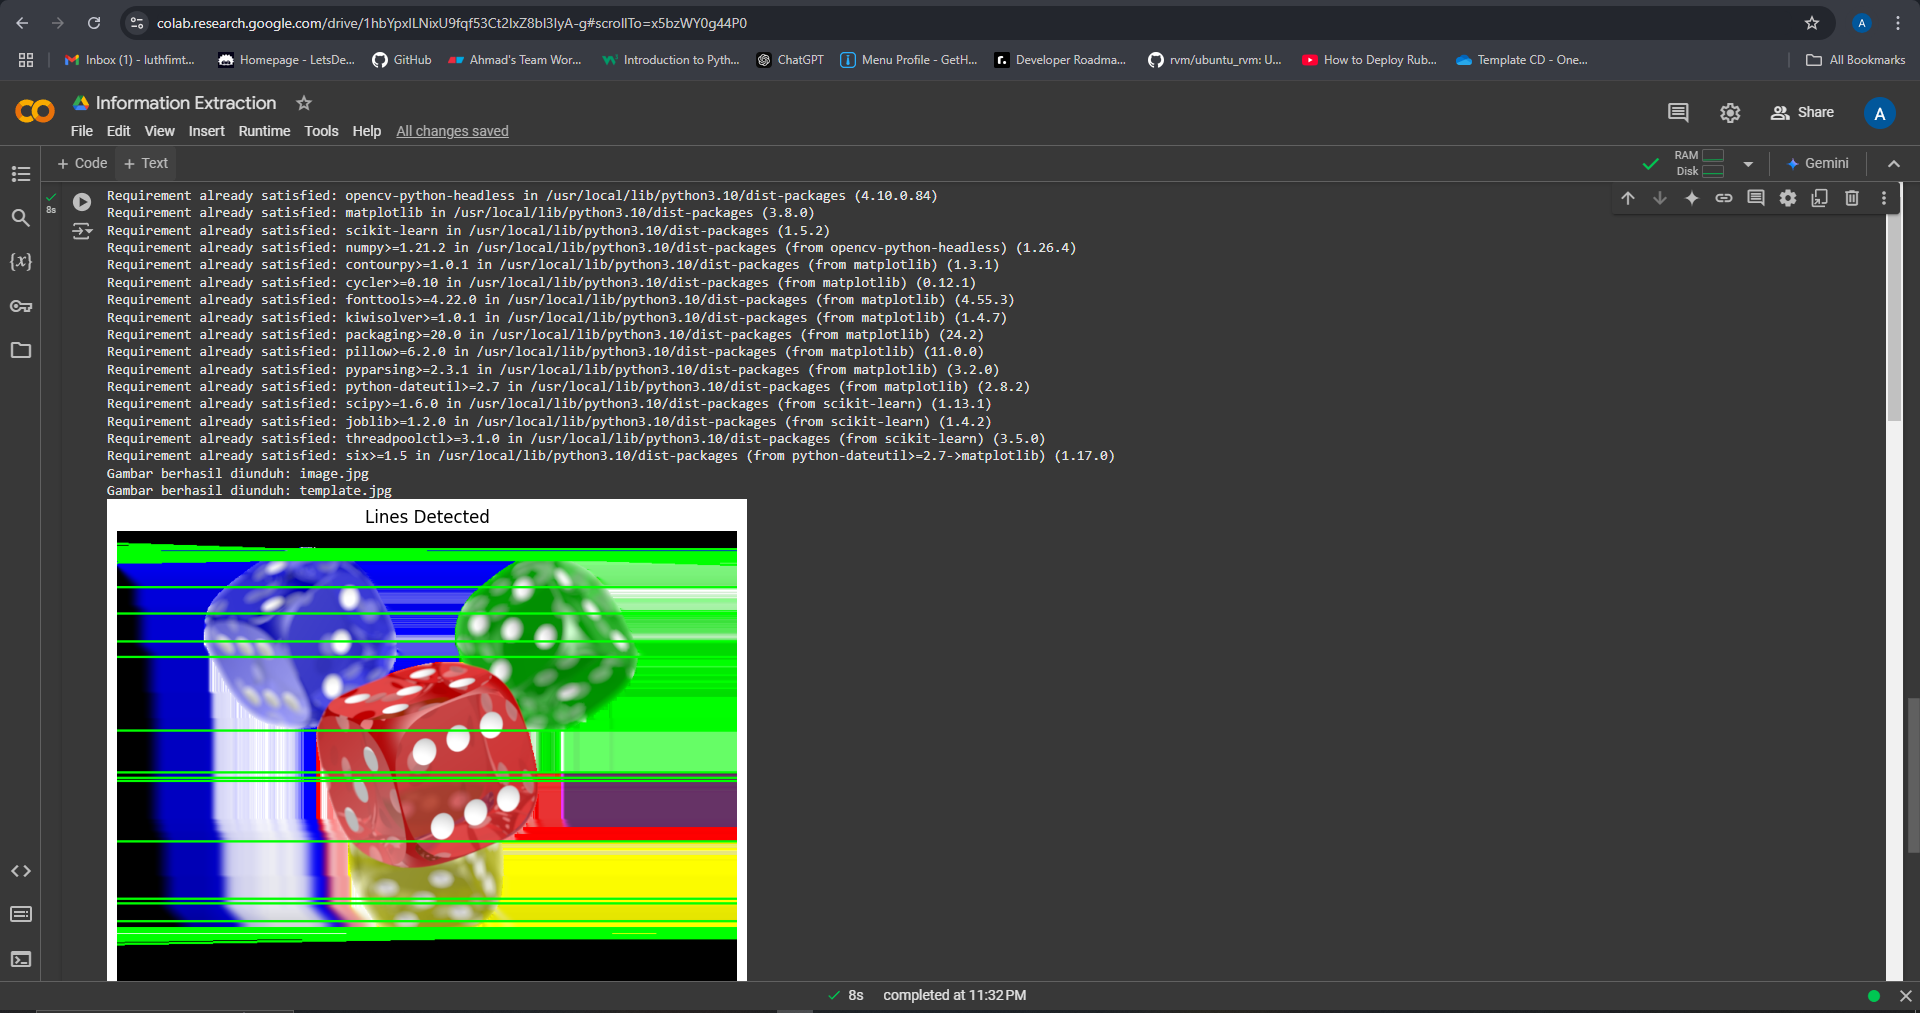 colab.research.google.com/drive/1hbYpxILNixU9fqf53Ct2IxZ8bI3IyA-g#scrollTo=x5bzWY0g44P0
A
Inbox (1) - luthfimt...
Homepage - LetsDe...
GitHub
Ahmad's Team Wor...
Introduction to Pyth...
ChatGPT
Menu Profile - GetH...
Developer Roadma...
rvm/ubuntu_rvm: U...
How to Deploy Rub...
Template CD - One...
All Bookmarks
Information Extraction
File Edit View Insert Runtime Tools Help All changes saved
Share
A
+ Code + Text
RAM
Disk
Gemini
8s
Requirement already satisfied: opencv-python-headless in /usr/local/lib/python3.10/dist-packages (4.10.0.84)
Requirement already satisfied: matplotlib in /usr/local/lib/python3.10/dist-packages (3.8.0)
Requirement already satisfied: scikit-learn in /usr/local/lib/python3.10/dist-packages (1.5.2)
Requirement already satisfied: numpy>=1.21.2 in /usr/local/lib/python3.10/dist-packages (from opencv-python-headless) (1.26.4)
Requirement already satisfied: contourpy>=1.0.1 in /usr/local/lib/python3.10/dist-packages (from matplotlib) (1.3.1)
Requirement already satisfied: cycler>=0.10 in /usr/local/lib/python3.10/dist-packages (from matplotlib) (0.12.1)
Requirement already satisfied: fonttools>=4.22.0 in /usr/local/lib/python3.10/dist-packages (from matplotlib) (4.55.3)
Requirement already satisfied: kiwisolver>=1.0.1 in /usr/local/lib/python3.10/dist-packages (from matplotlib) (1.4.7)
Requirement already satisfied: packaging>=20.0 in /usr/local/lib/python3.10/dist-packages (from matplotlib) (24.2)
Requirement already satisfied: pillow>=6.2.0 in /usr/local/lib/python3.10/dist-packages (from matplotlib) (11.0.0)
Requirement already satisfied: pyparsing>=2.3.1 in /usr/local/lib/python3.10/dist-packages (from matplotlib) (3.2.0)
Requirement already satisfied: python-dateutil>=2.7 in /usr/local/lib/python3.10/dist-packages (from matplotlib) (2.8.2)
Requirement already satisfied: scipy>=1.6.0 in /usr/local/lib/python3.10/dist-packages (from scikit-learn) (1.13.1)
Requirement already satisfied: joblib>=1.2.0 in /usr/local/lib/python3.10/dist-packages (from scikit-learn) (1.4.2)
Requirement already satisfied: threadpoolctl>=3.1.0 in /usr/local/lib/python3.10/dist-packages (from scikit-learn) (3.5.0)
Requirement already satisfied: six>=1.5 in /usr/local/lib/python3.10/dist-packages (from python-dateutil>=2.7->matplotlib) (1.17.0)
Gambar berhasil diunduh: image.jpg
Gambar berhasil diunduh: template.jpg
Lines Detected
8s completed at 11:32 PM